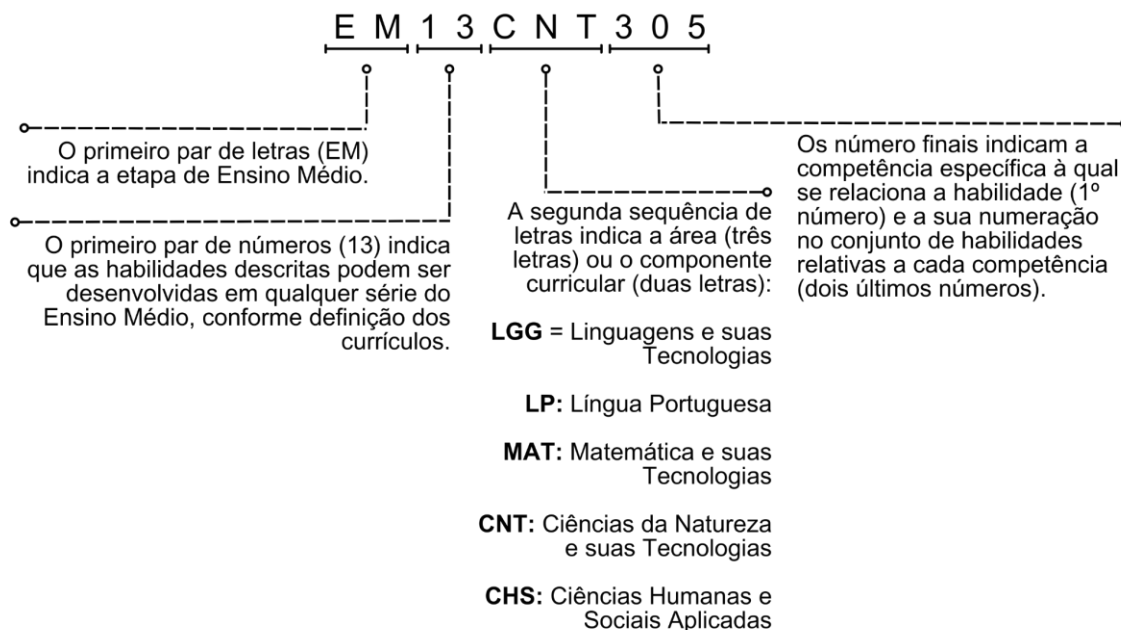 E M 1 3 C N T 3 0 5
O primeiro par de letras (EM)
indica a etapa de Ensino Médio.
O primeiro par de números (13) indica
que as habilidades descritas podem ser
desenvolvidas em qualquer série do
Ensino Médio, conforme definição dos
currículos.
A segunda sequência de
letras indica a área (três
letras) ou o componente
curricular (duas letras):
LGG = Linguagens e suas
Tecnologias
LP: Língua Portuguesa
MAT: Matemática e suas
Tecnologias
CNT: Ciências da Natureza
e suas Tecnologias
CHS: Ciências Humanas e
Sociais Aplicadas
Os número finais indicam a
competência específica à qual
se relaciona a habilidade (1º
número) e a sua numeração
no conjunto de habilidades
relativas a cada competência
(dois últimos números).